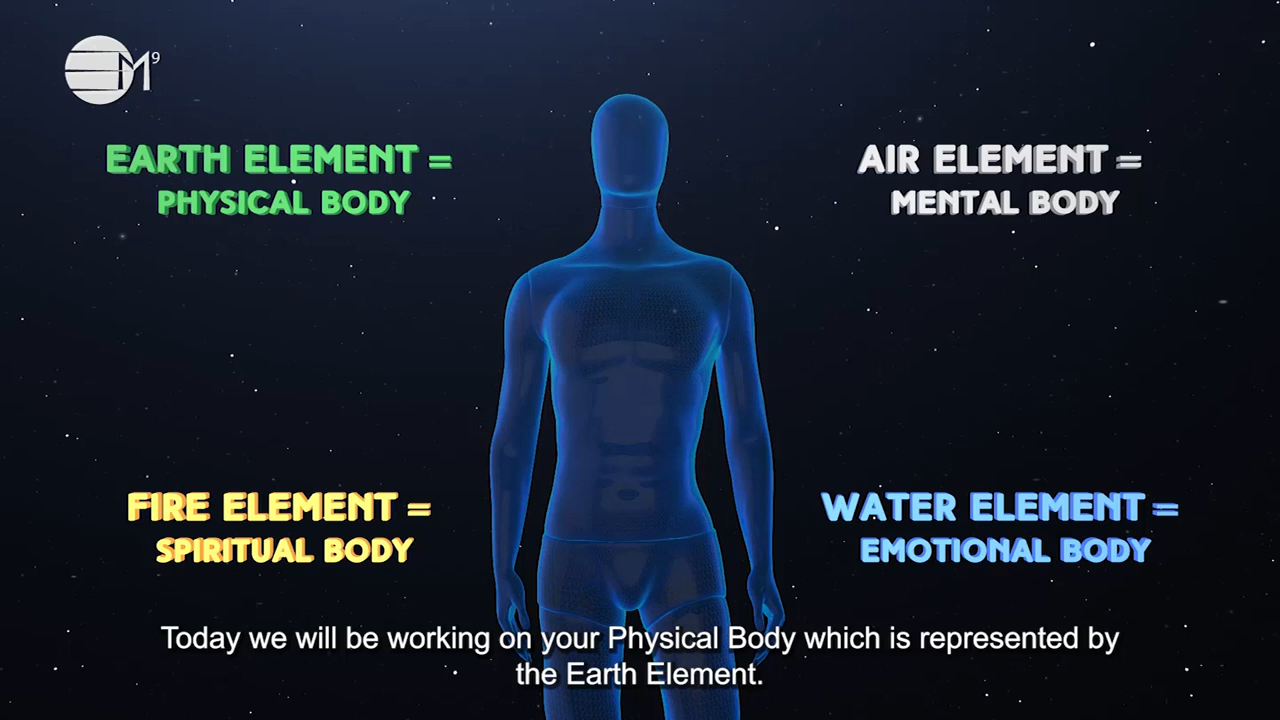 EM⁹
EARTH ELEMENT =
PHYSICAL BODY
AIR ELEMENT =
MENTAL BODY
FIRE ELEMENT =
SPIRITUAL BODY
WATER ELEMENT =
EMOTIONAL BODY
Today we will be working on your Physical Body which is represented by
the Earth Element.